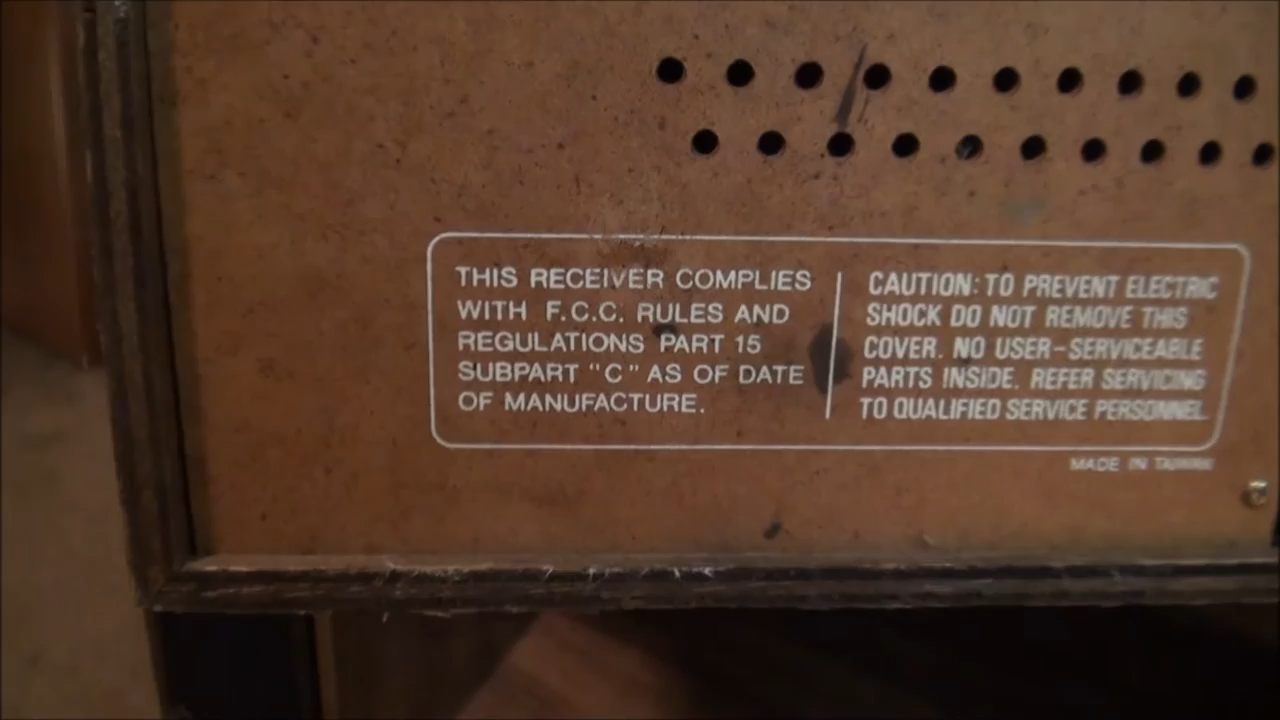 THIS RECEIVER COMPLIES
WITH F.C.C. RULES AND
REGULATIONS PART 15
SUBPART "C" AS OF DATE
OF MANUFACTURE.
CAUTION: TO PREVENT ELECTRIC
SHOCK DO NOT REMOVE THIS
COVER. NO USER-SERVICEABLE
PARTS INSIDE. REFER SERVICING
TO QUALIFIED SERVICE PERSONNEL
MADE IN TAIWAN